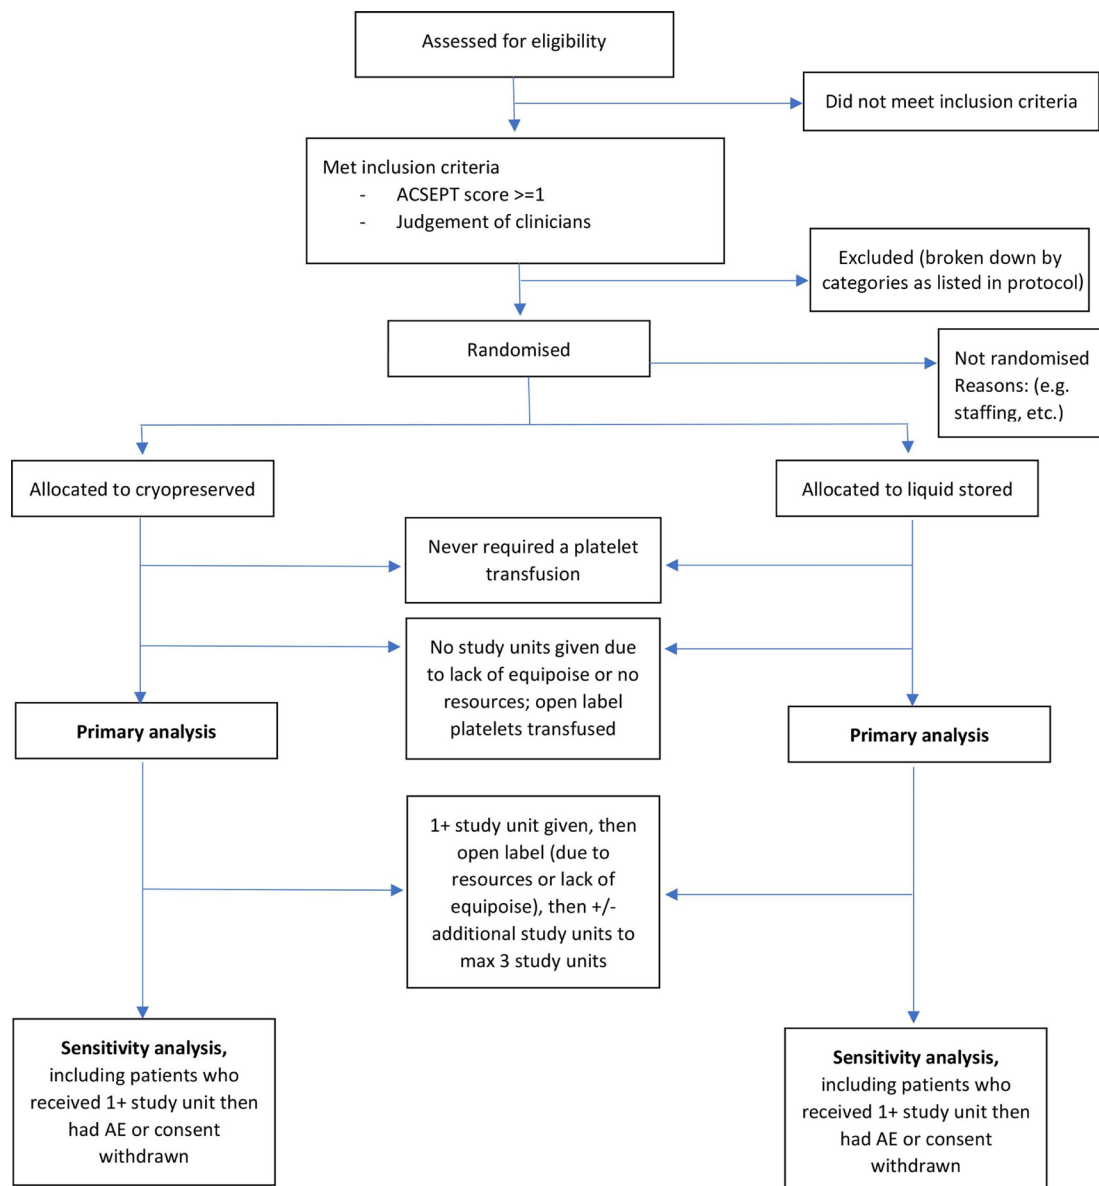 Assessed for eligibility
Did not meet inclusion criteria
Met inclusion criteria
- ACSEPT score >=1
- Judgement of clinicians
Excluded (broken down by
categories as listed in protocol)
Randomised
Not randomised
Reasons: (e.g.
staffing, etc.)
Allocated to cryopreserved
Allocated to liquid stored
Never required a platelet
transfusion
No study units given due
to lack of equipoise or no
resources; open label
platelets transfused
Primary analysis
Primary analysis
1+ study unit given, then
open label (due to
resources or lack of
equipoise), then +/-
additional study units to
max 3 study units
Sensitivity analysis,
including patients who
received 1+ study unit then
had AE or consent
withdrawn
Sensitivity analysis,
including patients who
received 1+ study unit then
had AE or consent
withdrawn